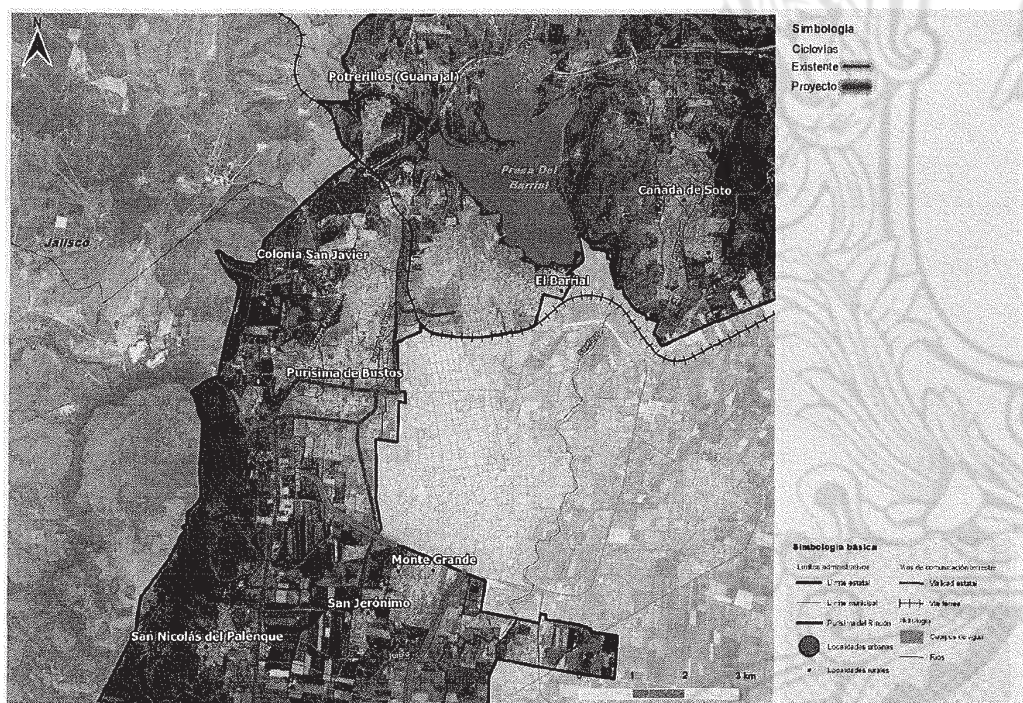 N
Potrerillos (Guanajal)
Presa Del
Barrial
Cañada de Soto
Jalisco
Colonia San Javier
El Barrial
Purísima de Bustos
Monte Grande
San Jerónimo
San Nicolás del Palenque
1 2 3 km
Simbología
Ciclovías
Existente
Proyecto
Simbología básica
Límites administrativos
Límite estatal
Límite municipal
Purísima del Rincón
Localidades urbanas
Localidades rurales
Vías de comunicación terrestre
Vialidad estatal
Vía férrea
Hidrología
Cuerpos de agua
Ríos